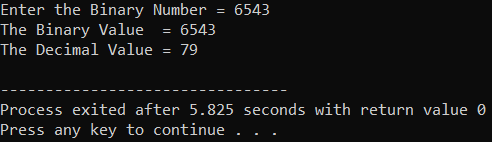 Enter the Binary Number = 6543
The Binary Value  = 6543
The Decimal Value = 79
--------------------------------
Process exited after 5.825 seconds with return value 0
Press any key to continue . . .